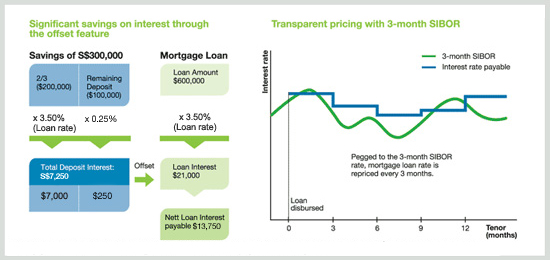 Significant savings on interest through
the offset feature
Savings of S$300,000
2/3
($200,000)
Remaining
Deposit
($100,000)
x 3.50%
(Loan rate)
x 0.25%
Total Deposit Interest:
S$7,250
$7,000
$250
Offset
Mortgage Loan
Loan Amount
$600,000
x 3.50%
(Loan rate)
Loan Interest
$21,000
Nett Loan Interest
payable $13,750
Transparent pricing with 3-month SIBOR
Interest rate
3-month SIBOR
Interest rate payable
Pegged to the 3-month SIBOR
rate, mortgage loan rate is
repriced every 3 months.
Loan
disbursed
0 3 6 9 12 Tenor
(months)